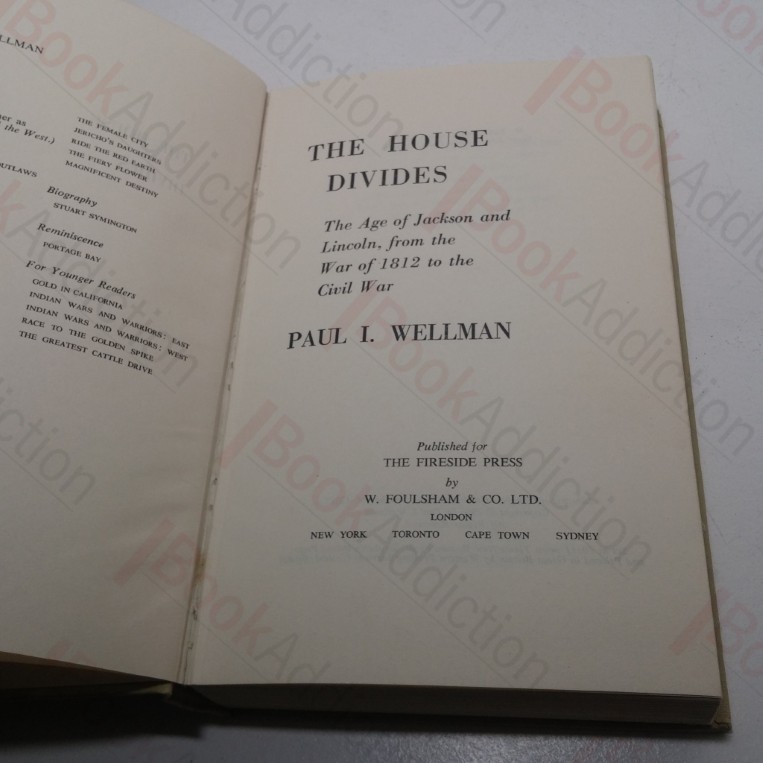 WELLMAN
as
the West.)
OUTLAWS
THE FEMALE CITY
JERICHO'S DAUGHTERS
RIDE THE RED EARTH
THE FIERY FLOWER
MAGNIFICENT DESTINY
Biography
STUART SYMINGTON
Reminiscence
PORTAGE BAY
For Younger Readers
GOLD IN CALIFORNIA
INDIAN WARS AND WARRIORS: EAST
INDIAN WARS AND WARRIORS: WEST
RACE TO THE GOLDEN SPIKE
THE GREATEST CATTLE DRIVE
THE HOUSE
DIVIDES
The Age of Jackson and
Lincoln, from the
War of 1812 to the
Civil War
PAUL I. WELLMAN
Published for
THE FIRESIDE PRESS
by
W. FOULSHAM & CO. LTD.
LONDON
NEW YORK TORONTO CAPE TOWN SYDNEY
BookAddiction